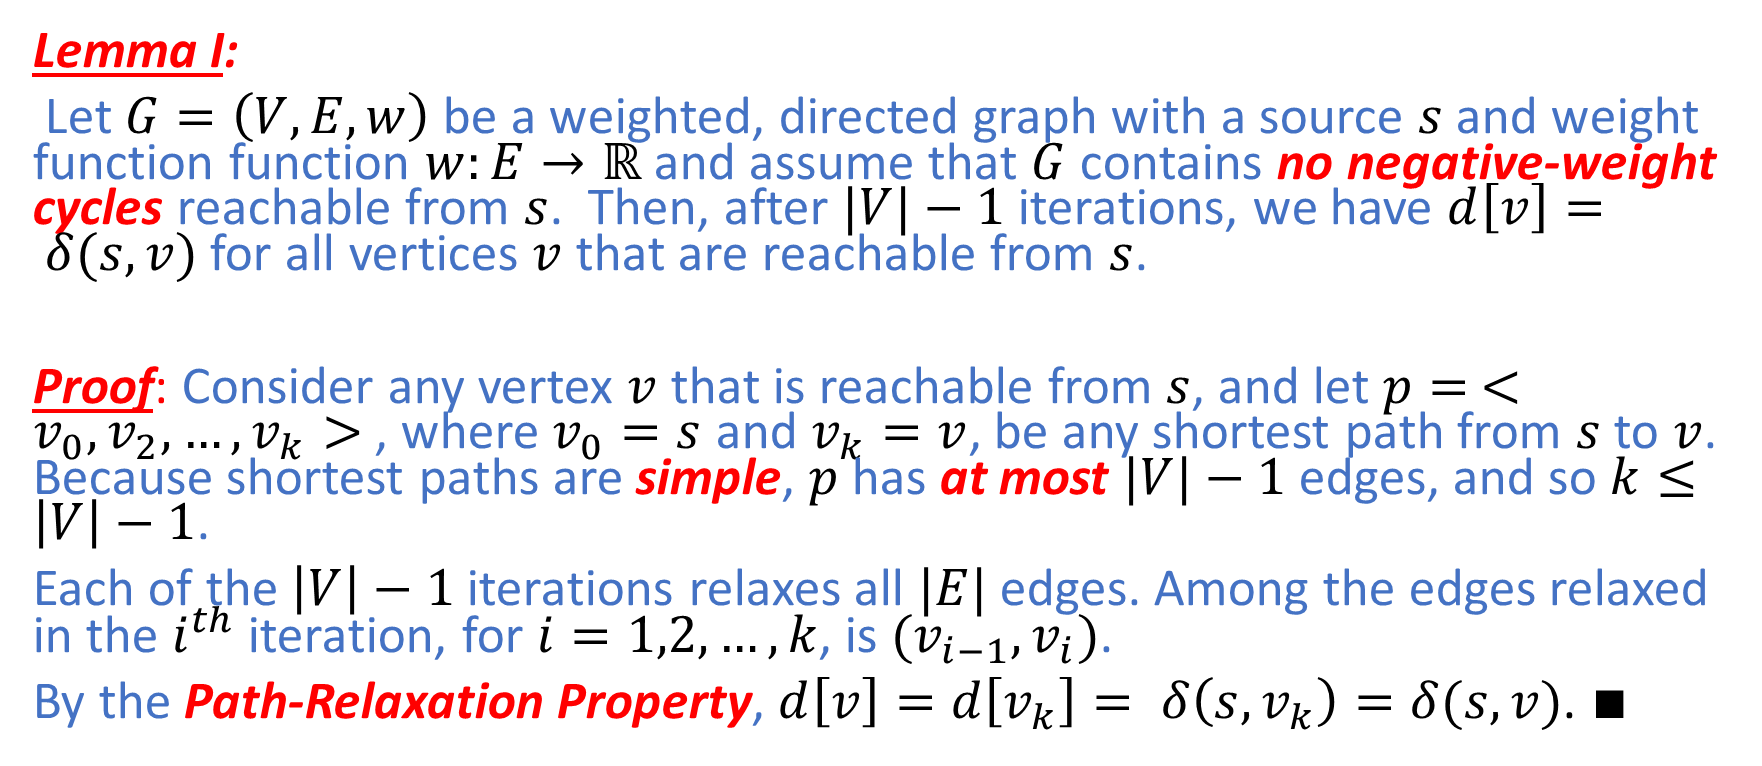 Lemma I:
Let G = (V, E, w) be a weighted, directed graph with a source s and weight
function function w: E → ℝ and assume that G contains no negative-weight
cycles reachable from s. Then, after |V| − 1 iterations, we have d[v] =
δ(s, v) for all vertices v that are reachable from s.
Proof: Consider any vertex v that is reachable from s, and let p = <
v₀, v₂, … , vₖ > , where v₀ = s and vₖ = v, be any shortest path from s to v.
Because shortest paths are simple, p has at most |V| − 1 edges, and so k ≤
|V| − 1.
Each of the |V| − 1 iterations relaxes all |E| edges. Among the edges relaxed
in the iᵗʰ iteration, for i = 1,2, … , k, is (vᵢ₋₁, vᵢ).
By the Path-Relaxation Property, d[v] = d[vₖ] = δ(s, vₖ) = δ(s, v). ■